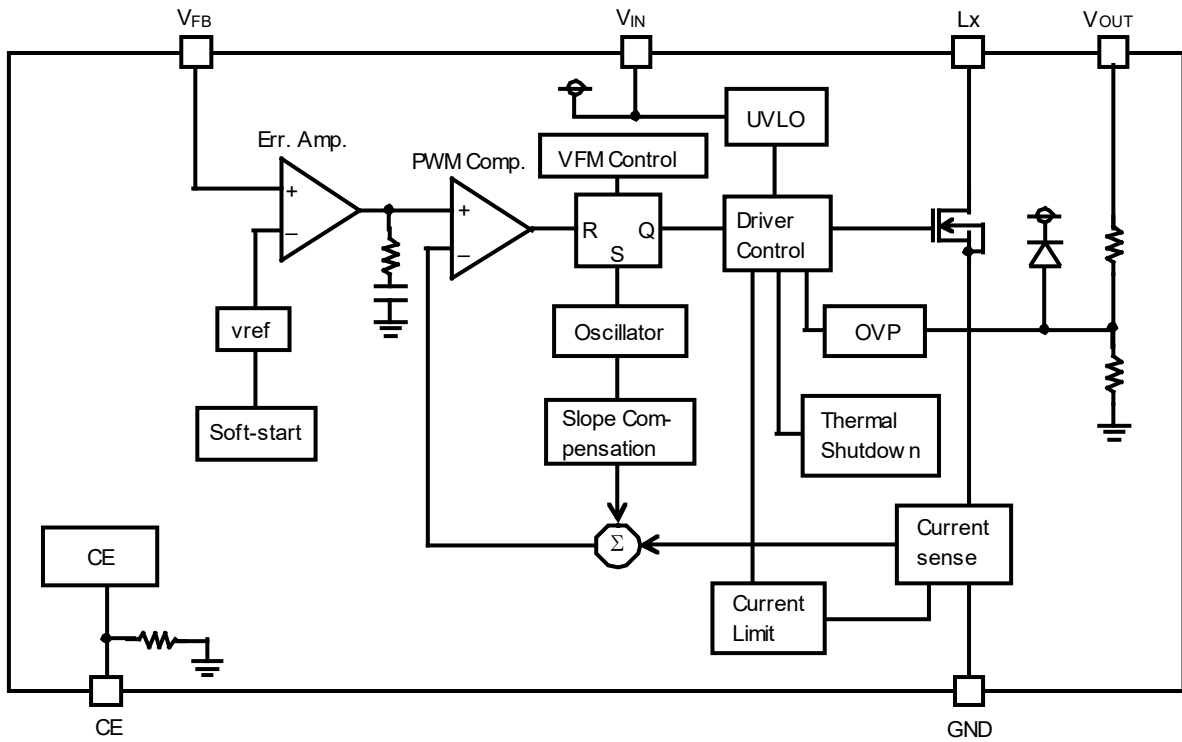 VFB
VIN
Lx
VOUT
UVLO
Err. Amp.
PWM Comp.
VFM Control
+
−
+
−
R
Q
S
Driver
Control
vref
Oscillator
OVP
Soft-start
Slope Com-
pensation
Thermal
Shutdown
CE
Σ
Current
sense
Current
Limit
CE
GND